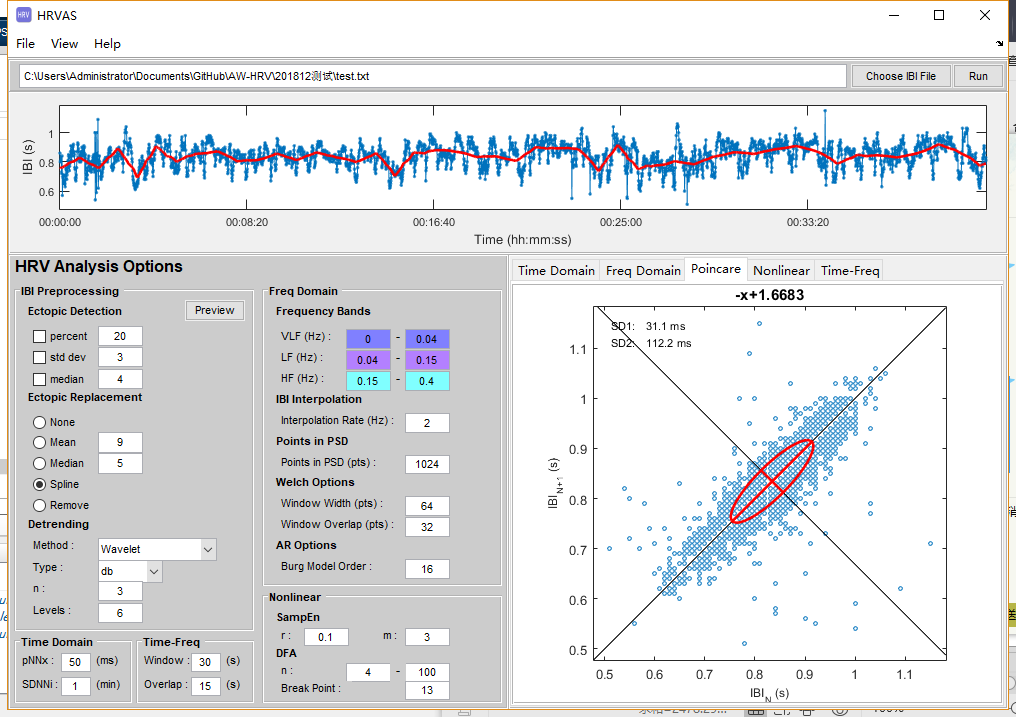 HRV HRVAS
File View Help
C:\Users\Administrator\Documents\GitHub\AW-HRV\201812测试\test.txt Choose IBI File Run
IBI (s)
1
0.8
0.6
00:00:00 00:08:20 00:16:40 00:25:00 00:33:20
Time (hh:mm:ss)
HRV Analysis Options
IBI Preprocessing
Ectopic Detection Preview
percent 20
std dev 3
median 4
Ectopic Replacement
None
Mean 9
Median 5
Spline
Remove
Detrending
Method : Wavelet
Type : db
n : 3
Levels : 6
Time Domain
pNNx : 50 (ms)
SDNNi : 1 (min)
Time-Freq
Window : 30 (s)
Overlap : 15 (s)
Freq Domain
Frequency Bands
VLF (Hz) : 0 - 0.04
LF (Hz) : 0.04 - 0.15
HF (Hz) : 0.15 - 0.4
IBI Interpolation
Interpolation Rate (Hz) : 2
Points in PSD
Points in PSD (pts) : 1024
Welch Options
Window Width (pts) : 64
Window Overlap (pts) : 32
AR Options
Burg Model Order : 16
Nonlinear
SampEn
r : 0.1 m : 3
DFA
n : 4 - 100
Break Point : 13
Time Domain Freq Domain Poincare Nonlinear Time-Freq
-x+1.6683
SD1: 31.1 ms
SD2: 112.2 ms
IBI N+1 (s)
1.1
1
0.9
0.8
0.7
0.6
0.5
0.5 0.6 0.7 0.8 0.9 1 1.1
IBI N (s)